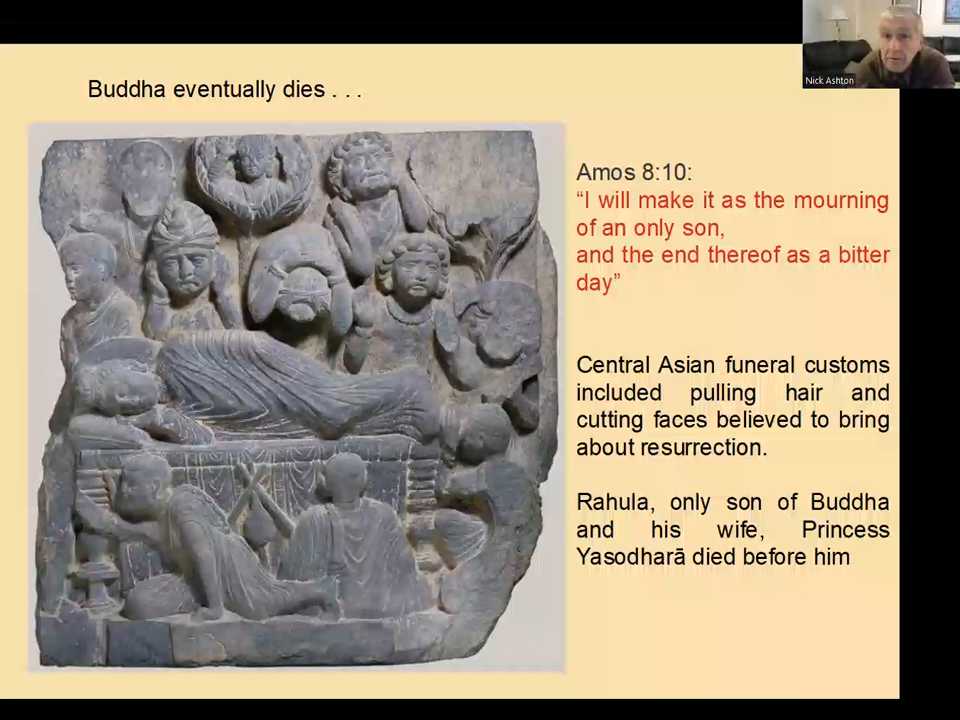 Nick Ashton
Buddha eventually dies . . .
Amos 8:10:
“I will make it as the mourning
of an only son,
and the end thereof as a bitter
day”
Central Asian funeral customs
included pulling hair and
cutting faces believed to bring
about resurrection.
Rahula, only son of Buddha
and his wife, Princess
Yasodharā died before him